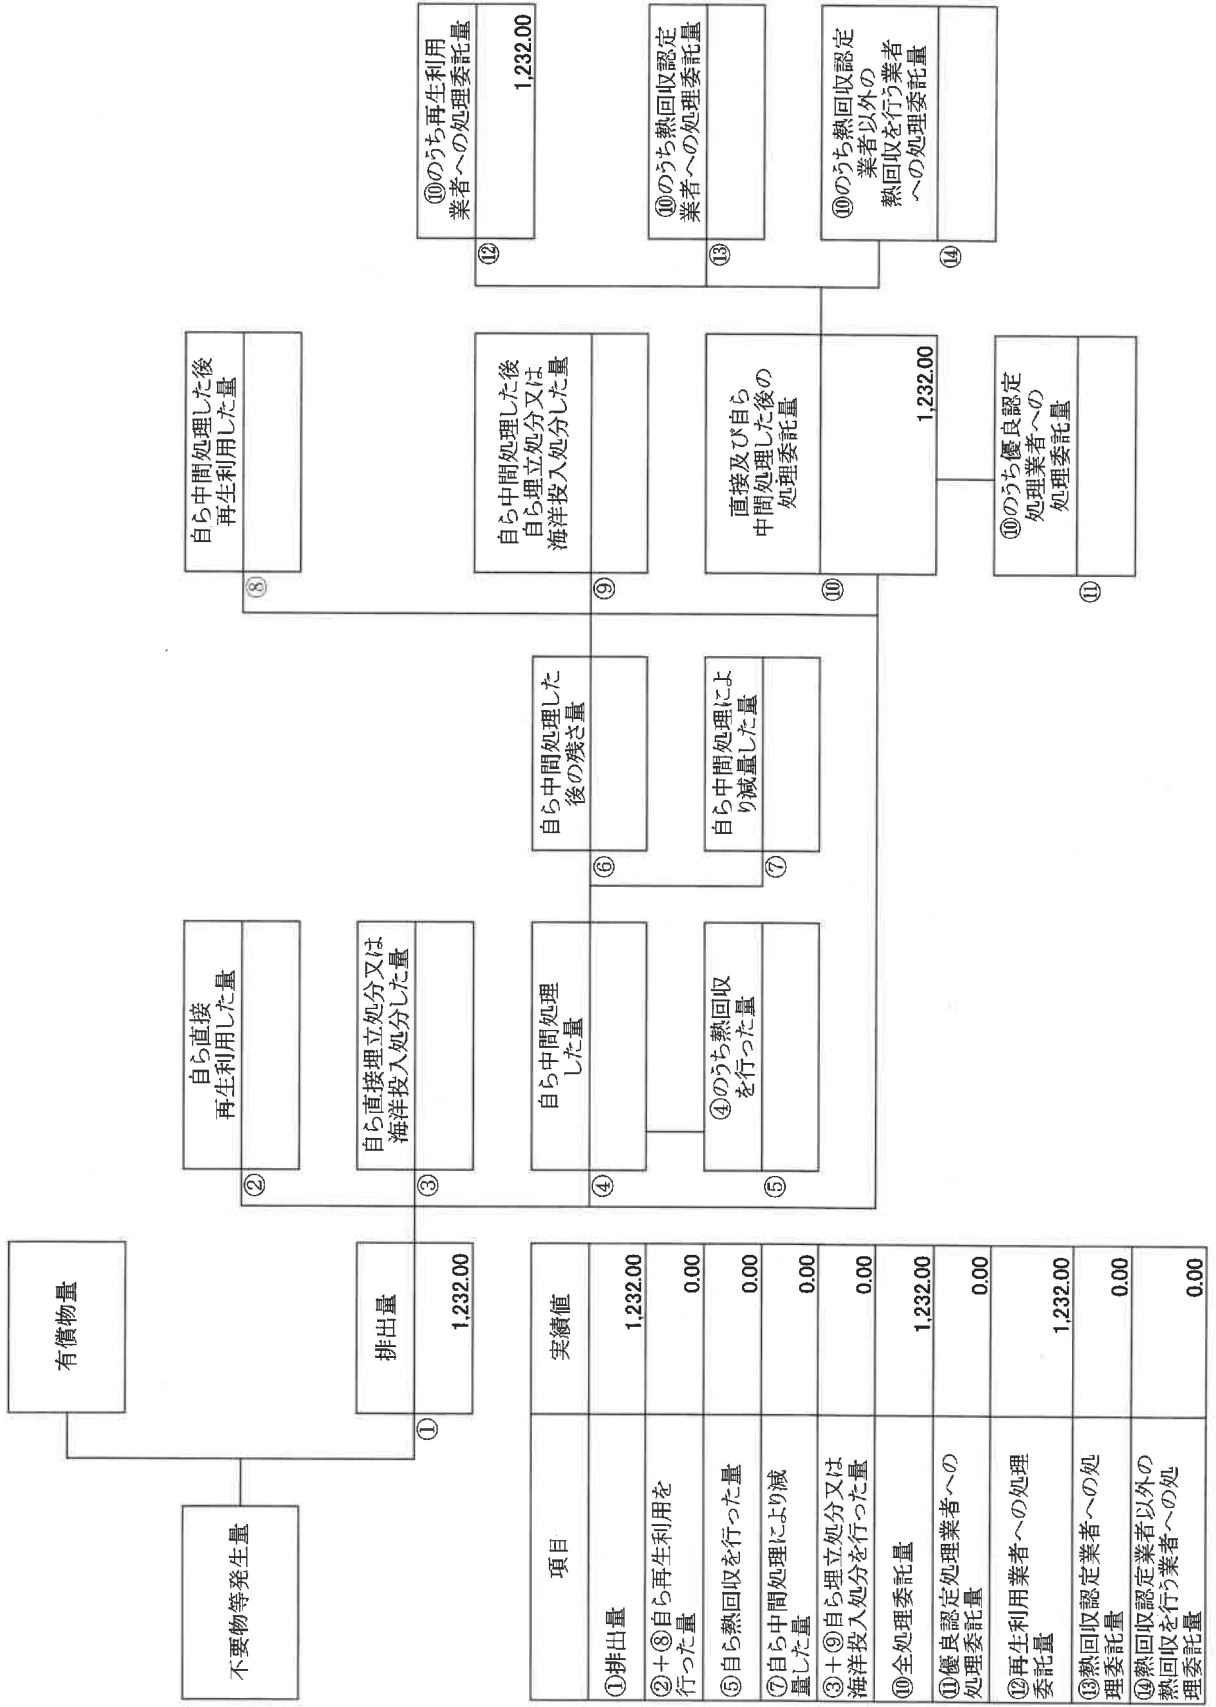 不要物等発生量
有償物量
排出量
①
1,232.00
自ら直接
再生利用した量
②
自ら直接埋立処分又は
海洋投入処分した量
③
自ら中間処理
した量
④
④のうち熱回収
を行った量
⑤
自ら中間処理した
後の残さ量
⑥
自ら中間処理によ
り減量した量
⑦
自ら中間処理した後
再生利用した量
⑧
自ら中間処理した後
自ら埋立処分又は
海洋投入処分した量
⑨
直接及び自ら
中間処理した後の
処理委託量
⑩
1,232.00
⑩のうち優良認定
処理業者への
処理委託量
⑪
⑩のうち再生利用
業者への処理委託量
⑫
1,232.00
⑩のうち熱回収認定
業者への処理委託量
⑬
⑩のうち熱回収認定
業者以外の
熱回収を行う業者
への処理委託量
⑭
項目 実績値
①排出量 1,232.00
②+⑧自ら再生利用を
行った量 0.00
⑤自ら熱回収を行った量 0.00
⑦自ら中間処理により減
量した量 0.00
③+⑨自ら埋立処分又は
海洋投入処分を行った量 0.00
⑩全処理委託量 1,232.00
⑪優良認定処理業者への
処理委託量 0.00
⑫再生利用業者への処理
委託量 1,232.00
⑬熱回収認定業者への処
理委託量 0.00
⑭熱回収認定業者以外の
熱回収を行う業者への処
理委託量 0.00